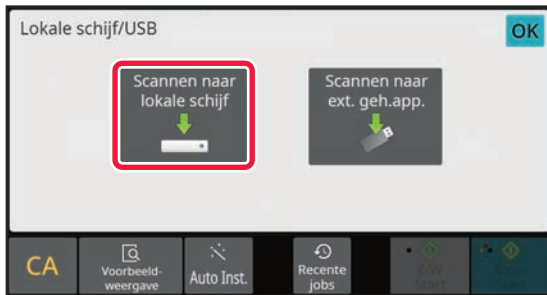 Lokale schijf/USB
OK
Scannen naar
lokale schijf
Scannen naar
ext. geh.app.
CA
Voorbeeld-
weergave
Auto Inst.
Recente
jobs
Z/W
Start
Kleur
Start